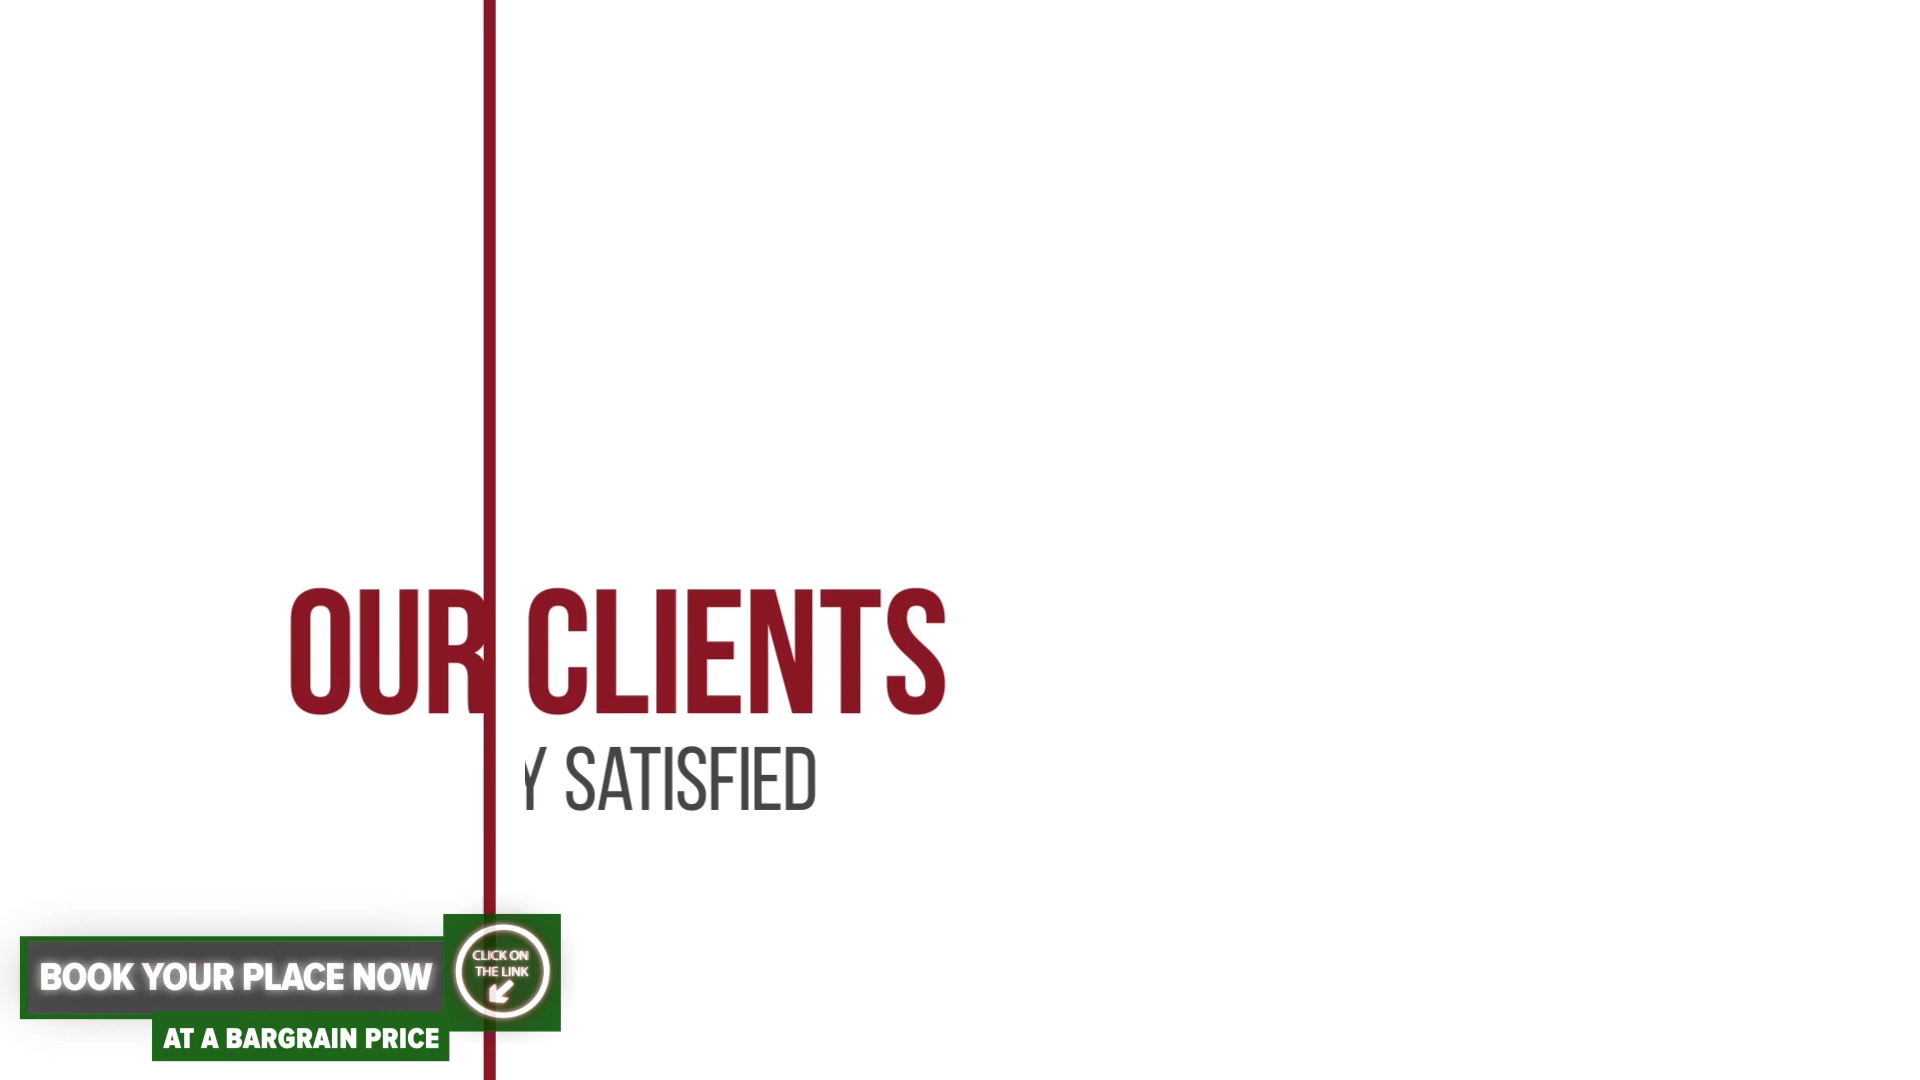 OUR CLIENTS
Y SATISFIED
BOOK YOUR PLACE NOW
CLICK ON
THE LINK
AT A BARGRAIN PRICE